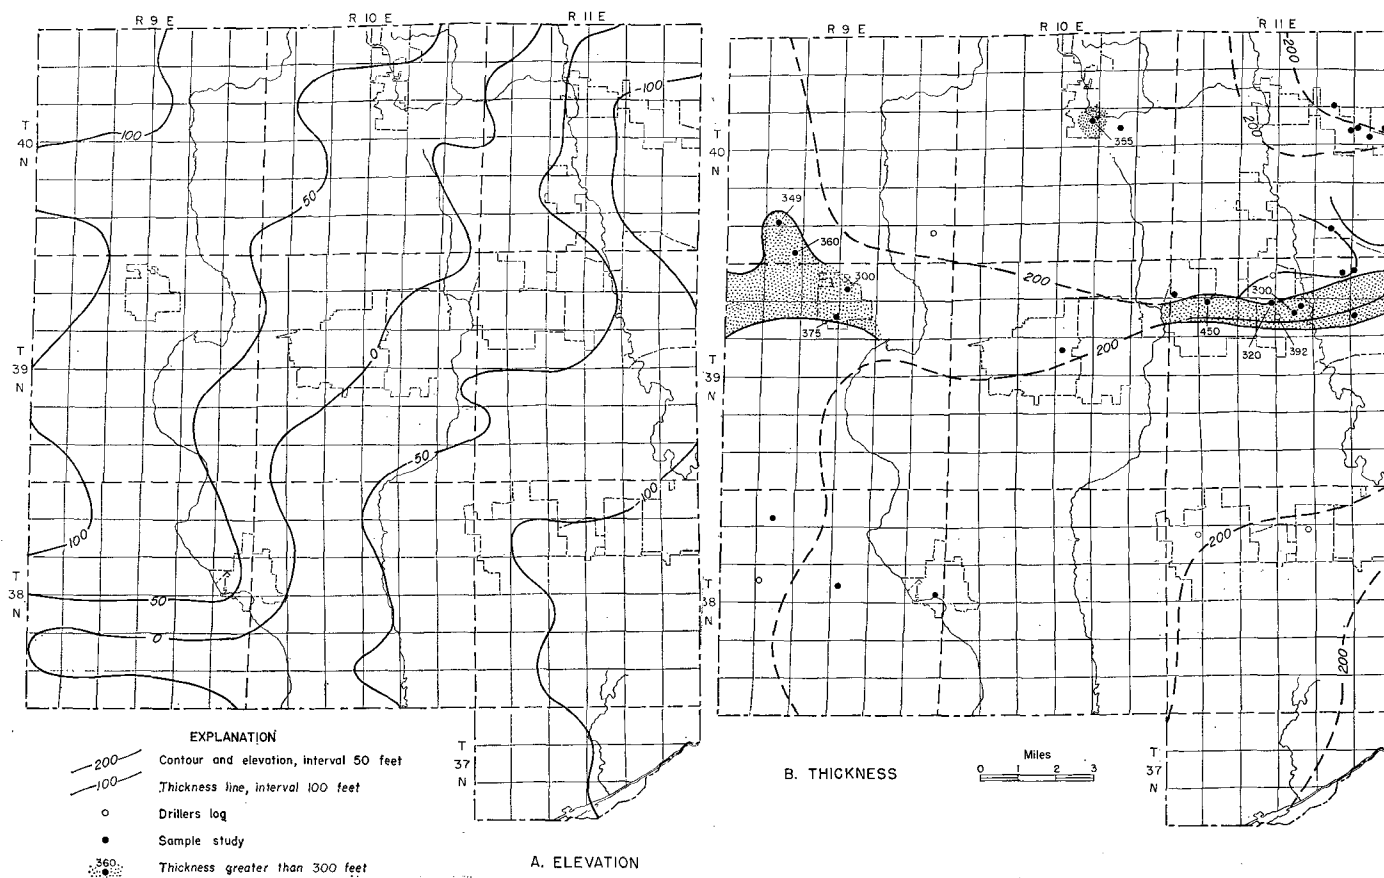 R 9 E
R 10 E
R 11 E
T
40
N
T
39
N
T
38
N
T
37
N
100
50
-100
0
-50
100
-100
50
0
EXPLANATION
200 Contour and elevation, interval 50 feet
100 Thickness line, interval 100 feet
Drillers log
Sample study
360 Thickness greater than 300 feet
A. ELEVATION
R 9 E
R 10 E
R 11 E
T
40
N
T
39
N
T
38
N
T
37
N
200
200
355
349
360
300
375
200
300
450
320
392
200
200
200
B. THICKNESS
Miles
0 1 2 3